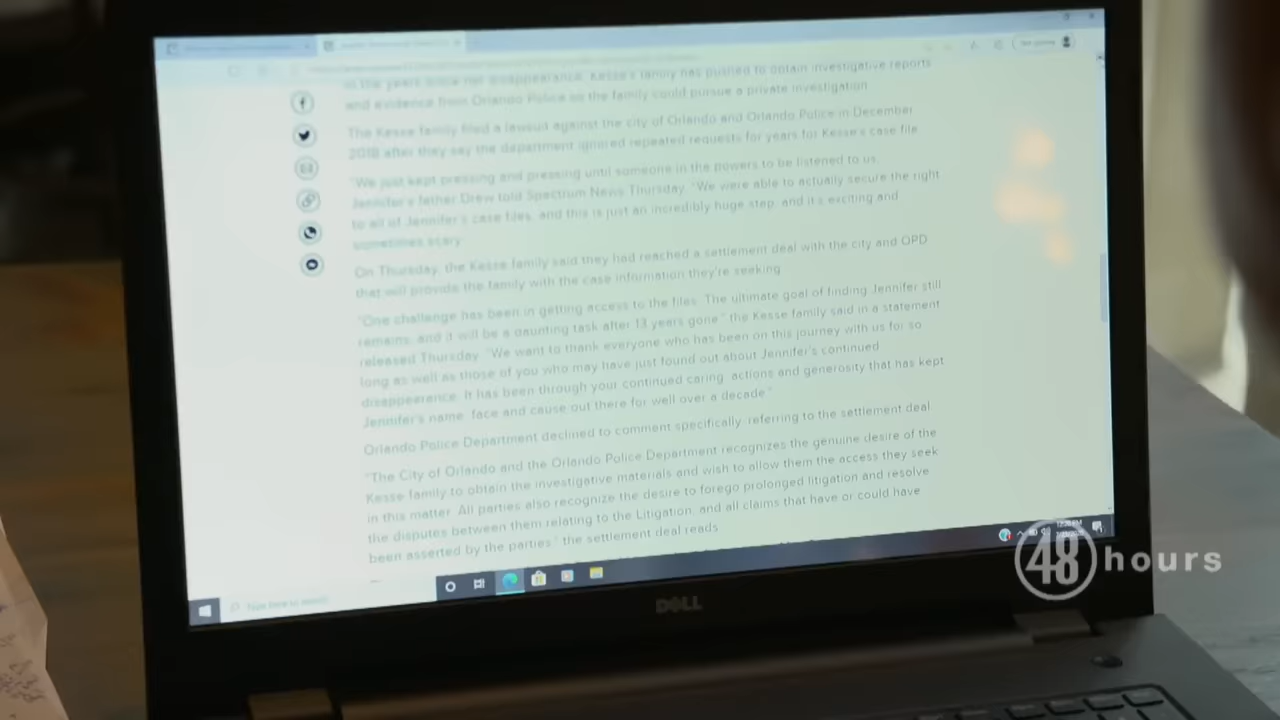 in the years since her disappearance, Kesse's family has pushed to obtain investigative reports
and evidence from Orlando Police so the family could pursue a private investigation.
The Kesse family filed a lawsuit against the city of Orlando and Orlando Police in December
2018 after they say the department ignored repeated requests for years for Kesse's case file.
"We just kept pressing and pressing until someone in the powers to be listened to us,"
Jennifer's father Drew told Spectrum News Thursday. "We were able to actually secure the right
to all of Jennifer's case files, and this is just an incredibly huge step, and it's exciting and
sometimes scary.
On Thursday, the Kesse family said they had reached a settlement deal with the city and OPD
that will provide the family with the case information they're seeking.
"One challenge has been in getting access to the files. The ultimate goal of finding Jennifer still
remains, and it will be a daunting task after 13 years gone," the Kesse family said in a statement
released Thursday. "We want to thank everyone who has been on this journey with us for so
long as well as those of you who may have just found out about Jennifer's continued
disappearance. It has been through your continued caring, actions and generosity that has kept
Jennifer's name, face and cause out there for well over a decade."
Orlando Police Department declined to comment specifically, referring to the settlement deal.
"The City of Orlando and the Orlando Police Department recognizes the genuine desire of the
Kesse family to obtain the investigative materials and wish to allow them the access they seek
in this matter. All parties also recognize the desire to forego prolonged litigation and resolve
the disputes between them relating to the Litigation, and all claims that have or could have
been asserted by the parties," the settlement deal reads.
Type here to search
DELL
48 hours